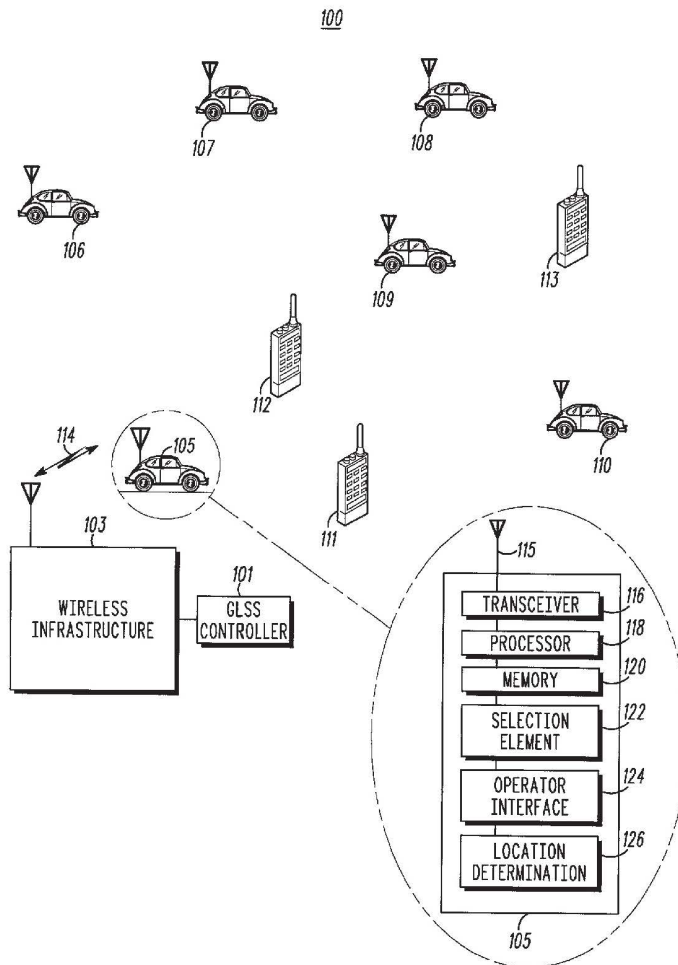 100
107
108
106
109
113
112
110
114
105
111
103
WIRELESS
INFRASTRUCTURE
101
GLSS
CONTROLLER
115
TRANSCEIVER
116
PROCESSOR
118
MEMORY
120
SELECTION
ELEMENT
122
OPERATOR
INTERFACE
124
LOCATION
DETERMINATION
126
105